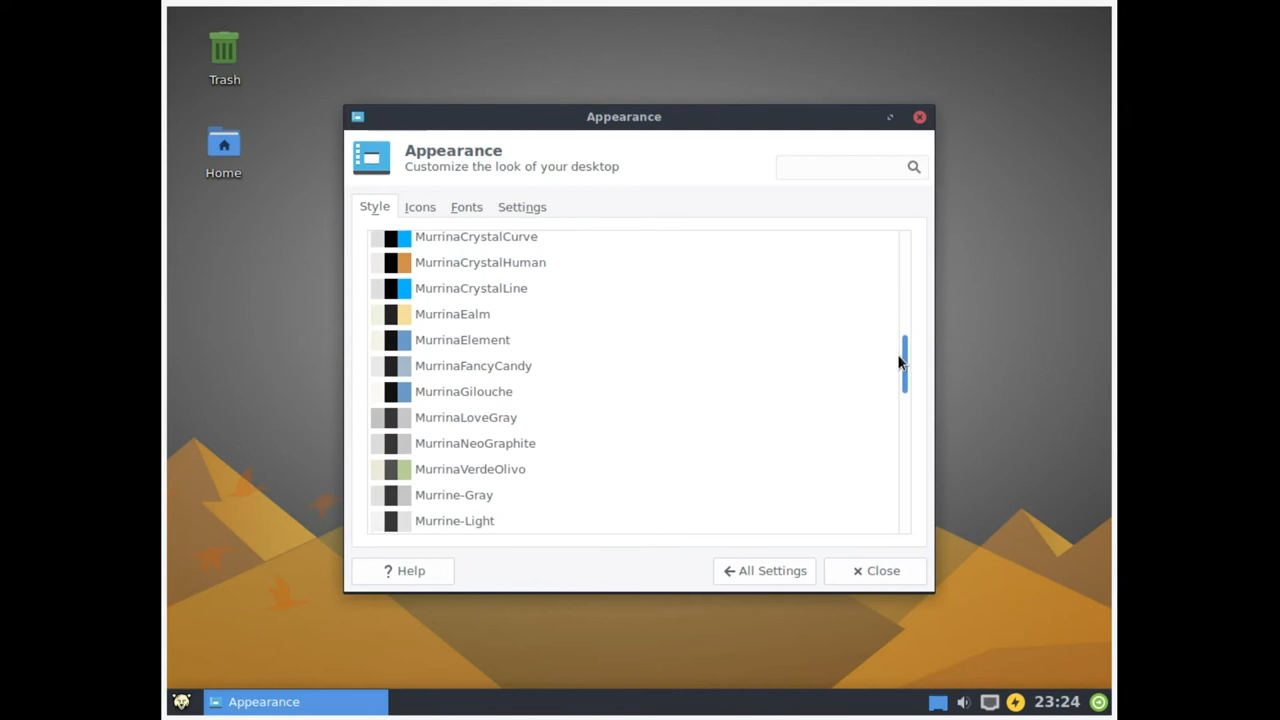 Trash
Home
Appearance
Appearance
Customize the look of your desktop
Style Icons Fonts Settings
MurrinaCrystalCurve
MurrinaCrystalHuman
MurrinaCrystalLine
MurrinaEalm
MurrinaElement
MurrinaFancyCandy
MurrinaGilouche
MurrinaLoveGray
MurrinaNeoGraphite
MurrinaVerdeOlivo
Murrine-Gray
Murrine-Light
? Help
All Settings
Close
Appearance
23:24